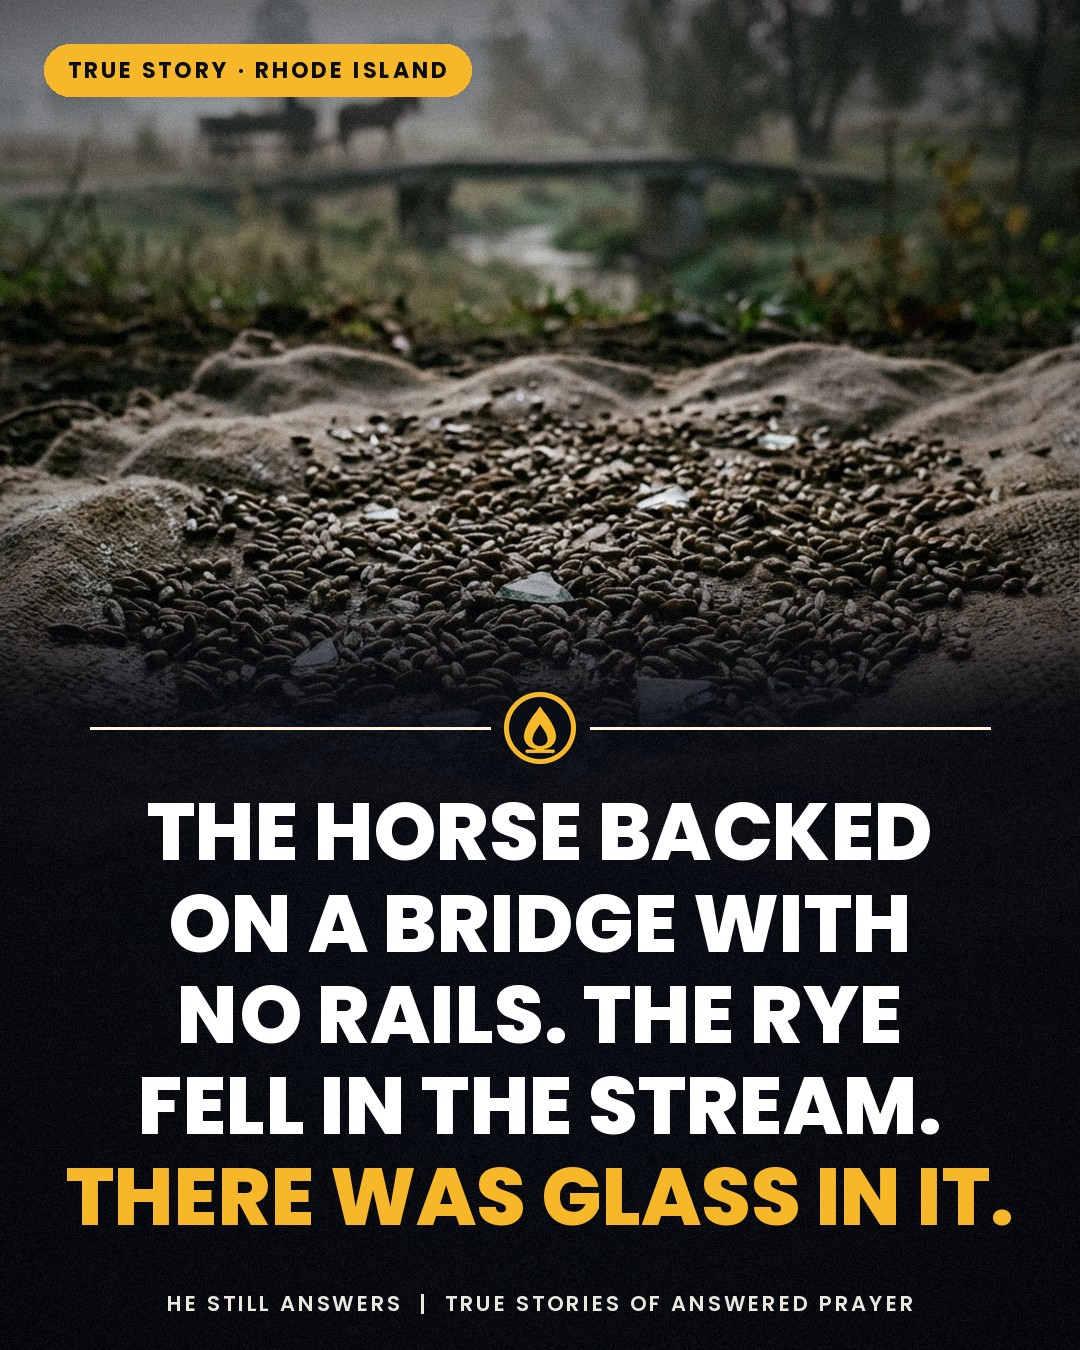 TRUE STORY · RHODE ISLAND
THE HORSE BACKED
ON A BRIDGE WITH
NO RAILS. THE RYE
FELL IN THE STREAM.
THERE WAS GLASS IN IT.
HE STILL ANSWERS | TRUE STORIES OF ANSWERED PRAYER